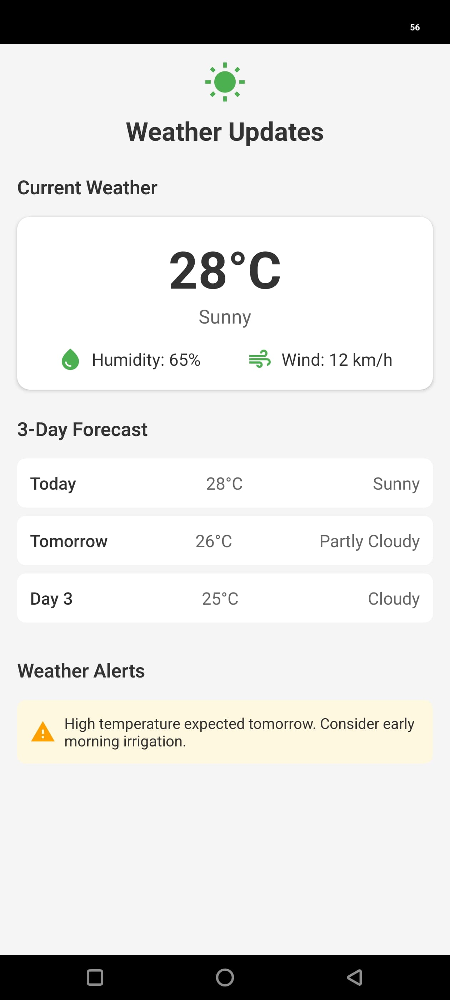 56
Weather Updates
Current Weather
28°C
Sunny
Humidity: 65% Wind: 12 km/h
3-Day Forecast
Today 28°C Sunny
Tomorrow 26°C Partly Cloudy
Day 3 25°C Cloudy
Weather Alerts
High temperature expected tomorrow. Consider early
morning irrigation.